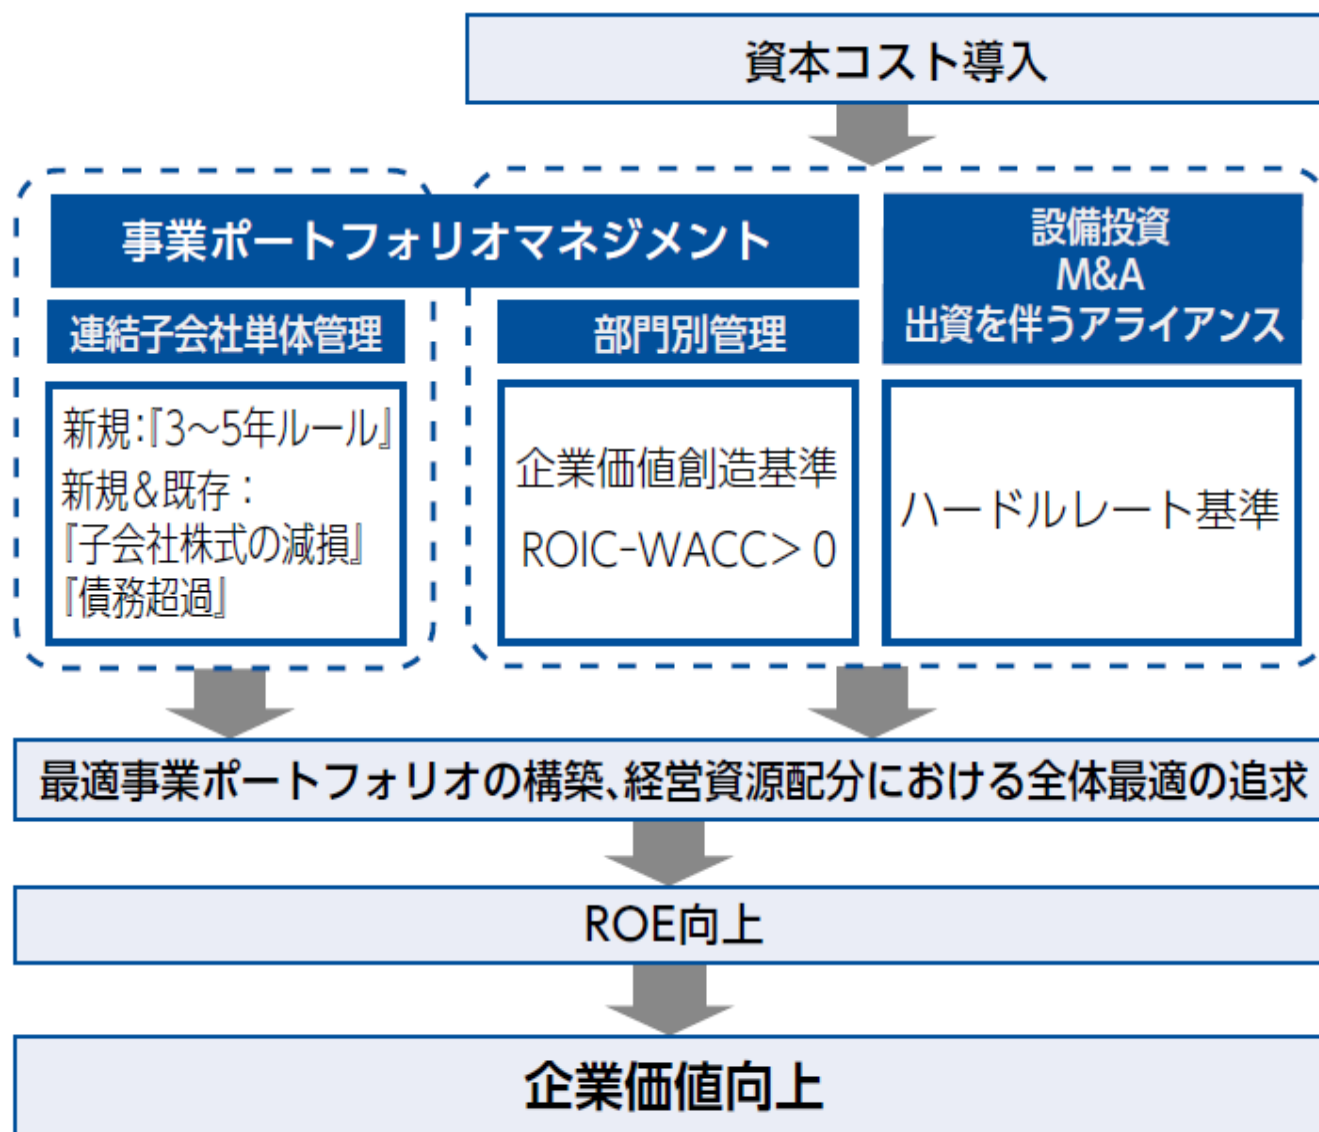 資本コスト導入
事業ポートフォリオマネジメント
連結子会社単体管理
新規:『3〜5年ルール』
新規&既存:
『子会社株式の減損』
『債務超過』
部門別管理
企業価値創造基準
ROIC-WACC>0
設備投資
M&A
出資を伴うアライアンス
ハードルレート基準
最適事業ポートフォリオの構築、経営資源配分における全体最適の追求
ROE向上
企業価値向上